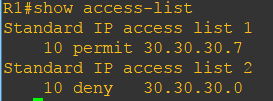 R1#show access-list
Standard IP access list 1
    10 permit 30.30.30.7
Standard IP access list 2
    10 deny   30.30.30.0